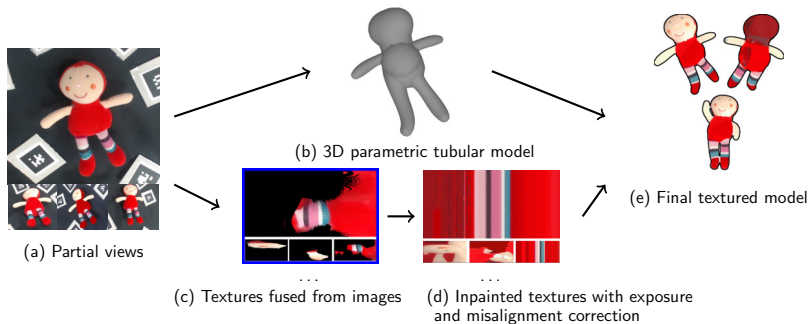 (b) 3D parametric tubular model
(e) Final textured model
(a) Partial views
...
...
(c) Textures fused from images
(d) Inpainted textures with exposure
and misalignment correction